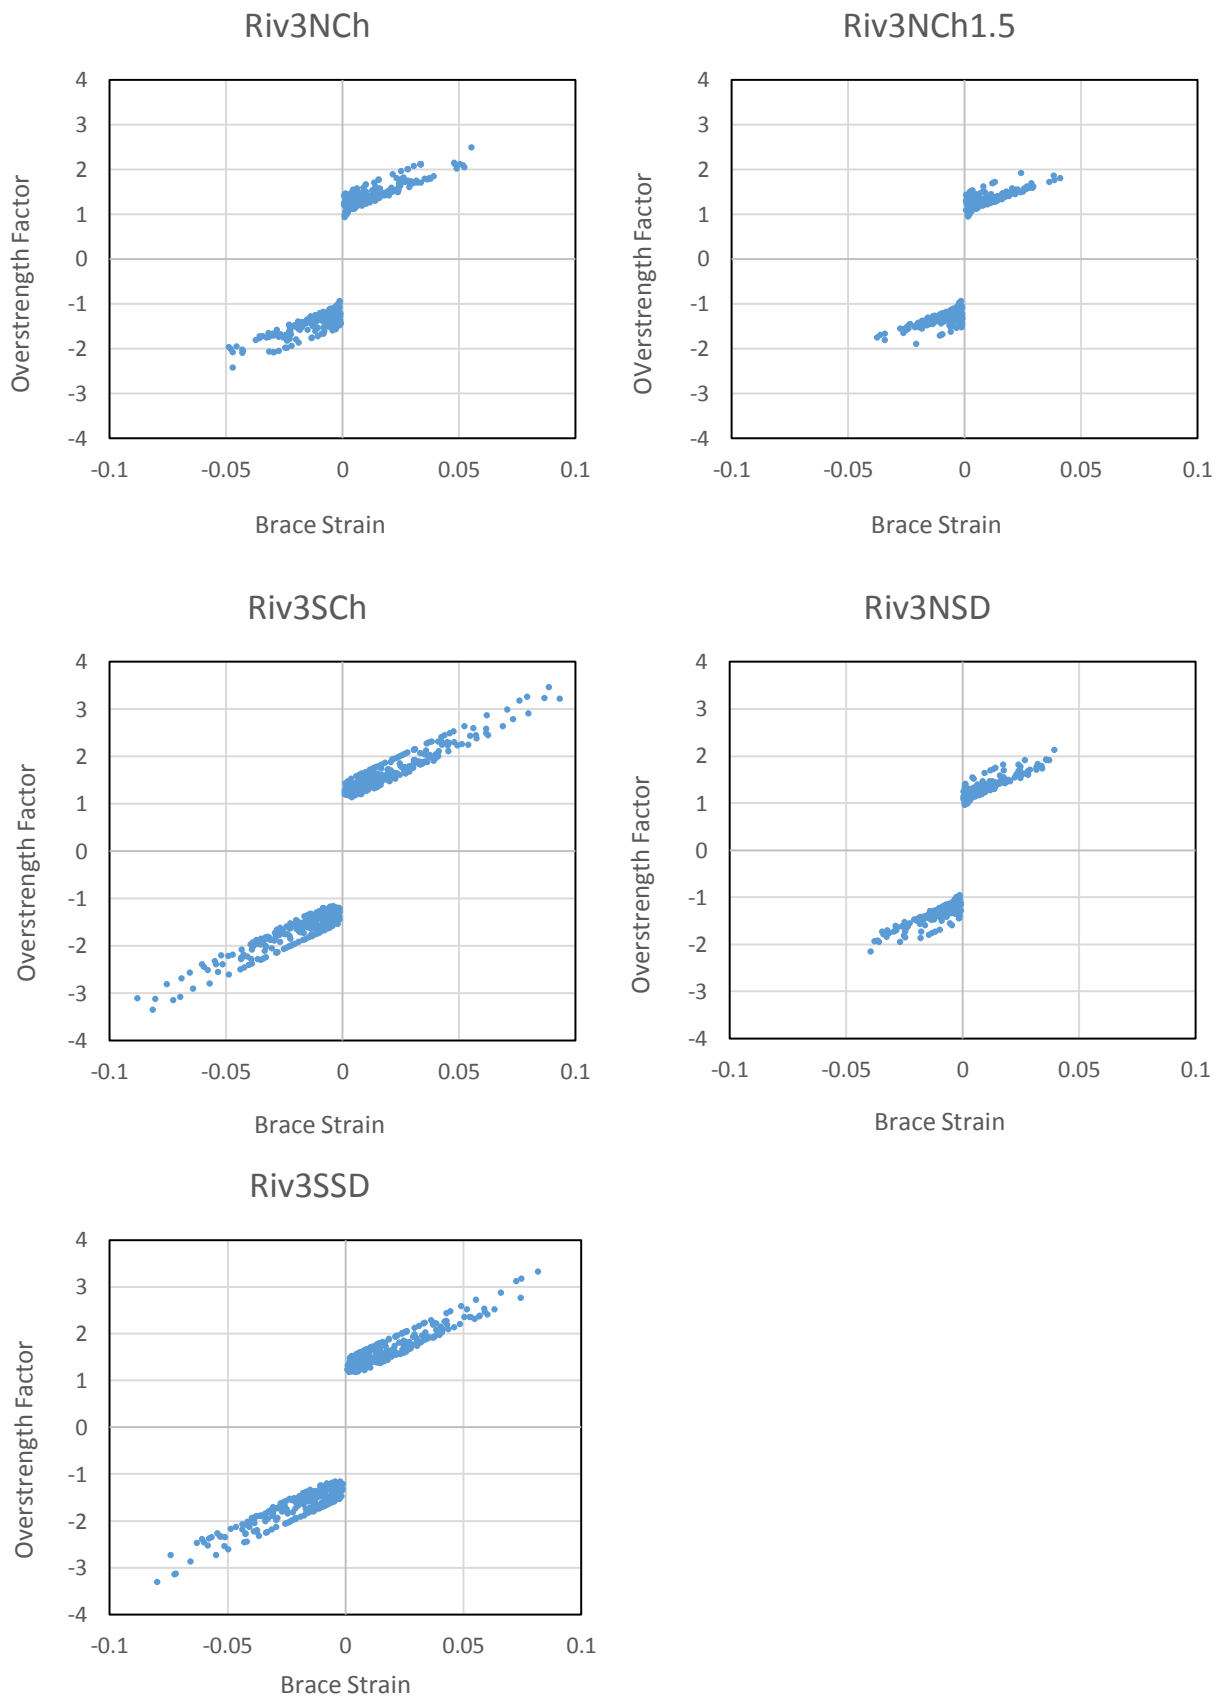 Riv3NCh
4
3
2
1
0
-1
-2
-3
-4
-0.1 -0.05 0 0.05 0.1
Overstrength Factor
Brace Strain
Riv3NCh1.5
4
3
2
1
0
-1
-2
-3
-4
-0.1 -0.05 0 0.05 0.1
OVerstrength Factor
Brace Strain
Riv3SCh
4
3
2
1
0
-1
-2
-3
-4
-0.1 -0.05 0 0.05 0.1
Overstrength Factor
Brace Strain
Riv3NSD
4
3
2
1
0
-1
-2
-3
-4
-0.1 -0.05 0 0.05 0.1
Overstrength Factor
Brace Strain
Riv3SSD
4
3
2
1
0
-1
-2
-3
-4
-0.1 -0.05 0 0.05 0.1
Overstrength Factor
Brace Strain